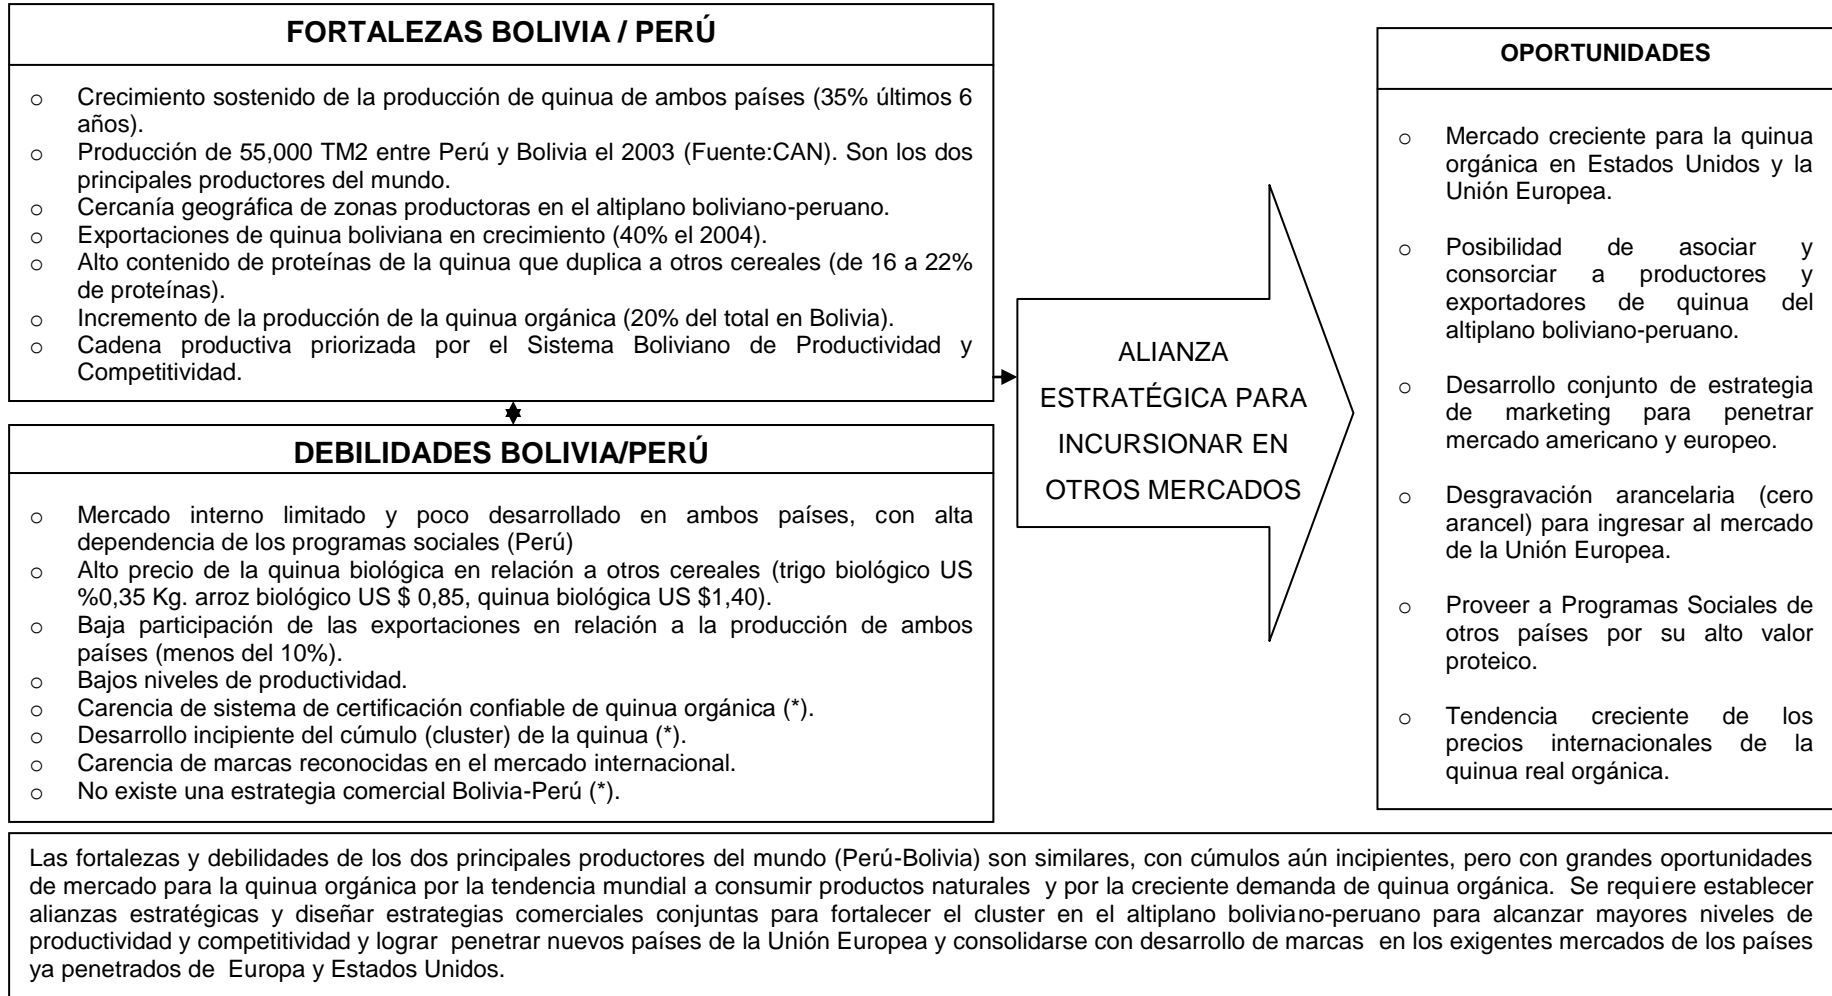 FORTALEZAS BOLIVIA / PERÚ
o Crecimiento sostenido de la producción de quinua de ambos países (35% últimos 6
años).
o Producción de 55,000 TM2 entre Perú y Bolivia el 2003 (Fuente:CAN). Son los dos
principales productores del mundo.
o Cercanía geográfica de zonas productoras en el altiplano boliviano-peruano.
o Exportaciones de quinua boliviana en crecimiento (40% el 2004).
o Alto contenido de proteínas de la quinua que duplica a otros cereales (de 16 a 22%
de proteínas).
o Incremento de la producción de la quinua orgánica (20% del total en Bolivia).
o Cadena productiva priorizada por el Sistema Boliviano de Productividad y
Competitividad.
DEBILIDADES BOLIVIA/PERÚ
o Mercado interno limitado y poco desarrollado en ambos países, con alta
dependencia de los programas sociales (Perú)
o Alto precio de la quinua biológica en relación a otros cereales (trigo biológico US
%0,35 Kg. arroz biológico US $ 0,85, quinua biológica US $1,40).
o Baja participación de las exportaciones en relación a la producción de ambos
países (menos del 10%).
o Bajos niveles de productividad.
o Carencia de sistema de certificación confiable de quinua orgánica (*).
o Desarrollo incipiente del cúmulo (cluster) de la quinua (*).
o Carencia de marcas reconocidas en el mercado internacional.
o No existe una estrategia comercial Bolivia-Perú (*).
ALIANZA
ESTRATÉGICA PARA
INCURSIONAR EN
OTROS MERCADOS
OPORTUNIDADES
o Mercado creciente para la quinua
orgánica en Estados Unidos y la
Unión Europea.
o Posibilidad de asociar y
consorciar a productores y
exportadores de quinua del
altiplano boliviano-peruano.
o Desarrollo conjunto de estrategia
de marketing para penetrar
mercado americano y europeo.
o Desgravación arancelaria (cero
arancel) para ingresar al mercado
de la Unión Europea.
o Proveer a Programas Sociales de
otros países por su alto valor
proteico.
o Tendencia creciente de los
precios internacionales de la
quinua real orgánica.
Las fortalezas y debilidades de los dos principales productores del mundo (Perú-Bolivia) son similares, con cúmulos aún incipientes, pero con grandes oportunidades
de mercado para la quinua orgánica por la tendencia mundial a consumir productos naturales y por la creciente demanda de quinua orgánica. Se requiere establecer
alianzas estratégicas y diseñar estrategias comerciales conjuntas para fortalecer el cluster en el altiplano boliviano-peruano para alcanzar mayores niveles de
productividad y competitividad y lograr penetrar nuevos países de la Unión Europea y consolidarse con desarrollo de marcas en los exigentes mercados de los países
ya penetrados de Europa y Estados Unidos.